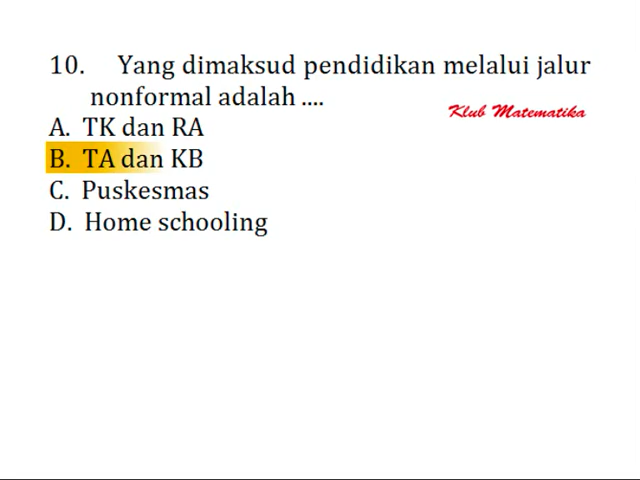 10. Yang dimaksud pendidikan melalui jalur
nonformal adalah ....
Klub Matematika
A. TK dan RA
B. TA dan KB
C. Puskesmas
D. Home schooling